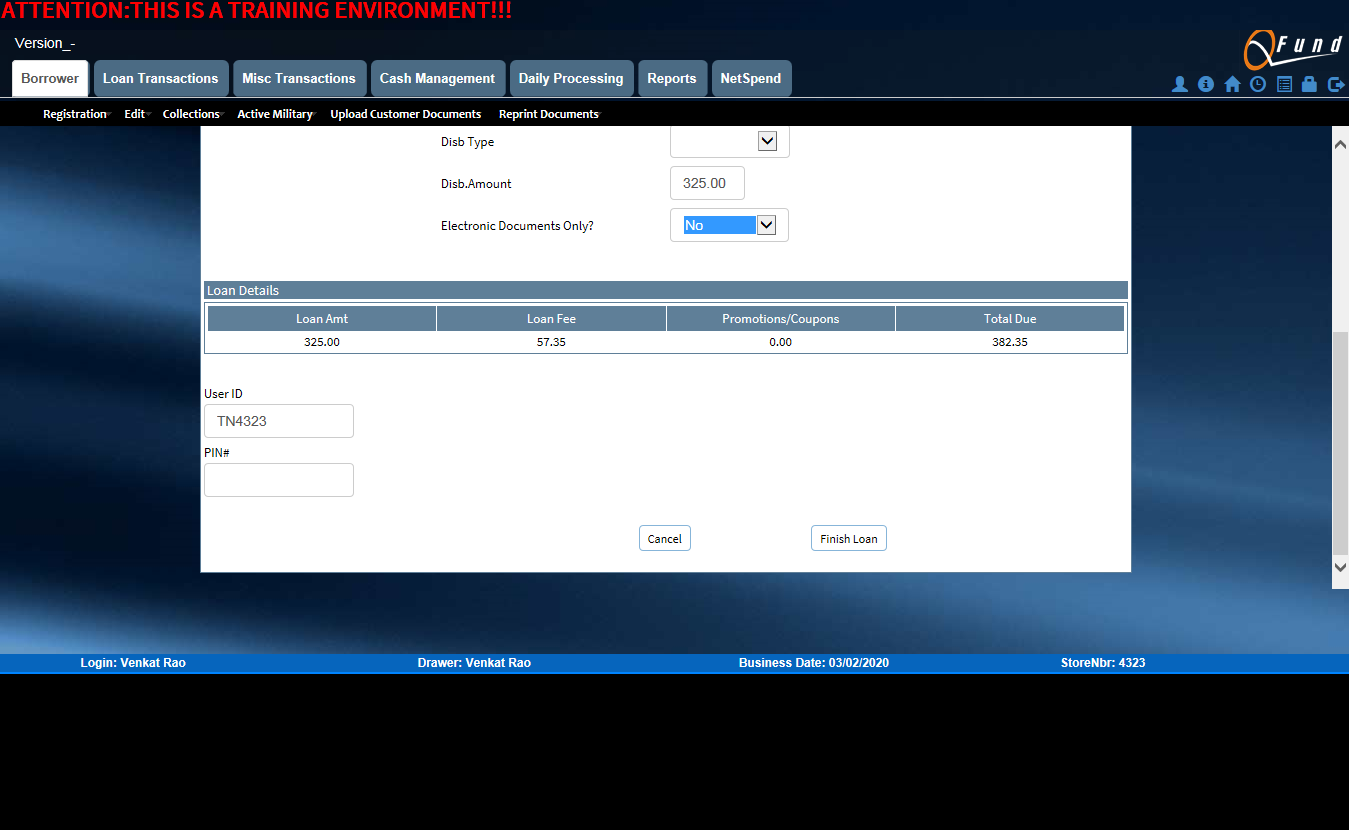 ATTENTION:THIS IS A TRAINING ENVIRONMENT!!!
Version_-
Fund
Borrower Loan Transactions Misc Transactions Cash Management Daily Processing Reports NetSpend
Registration Edit Collections Active Military Upload Customer Documents Reprint Documents
Disb Type
Disb.Amount 325.00
Electronic Documents Only? No
Loan Details
Loan Amt Loan Fee Promotions/Coupons Total Due
325.00 57.35 0.00 382.35
User ID
TN4323
PIN#
Cancel Finish Loan
Login: Venkat Rao Drawer: Venkat Rao Business Date: 03/02/2020 StoreNbr: 4323